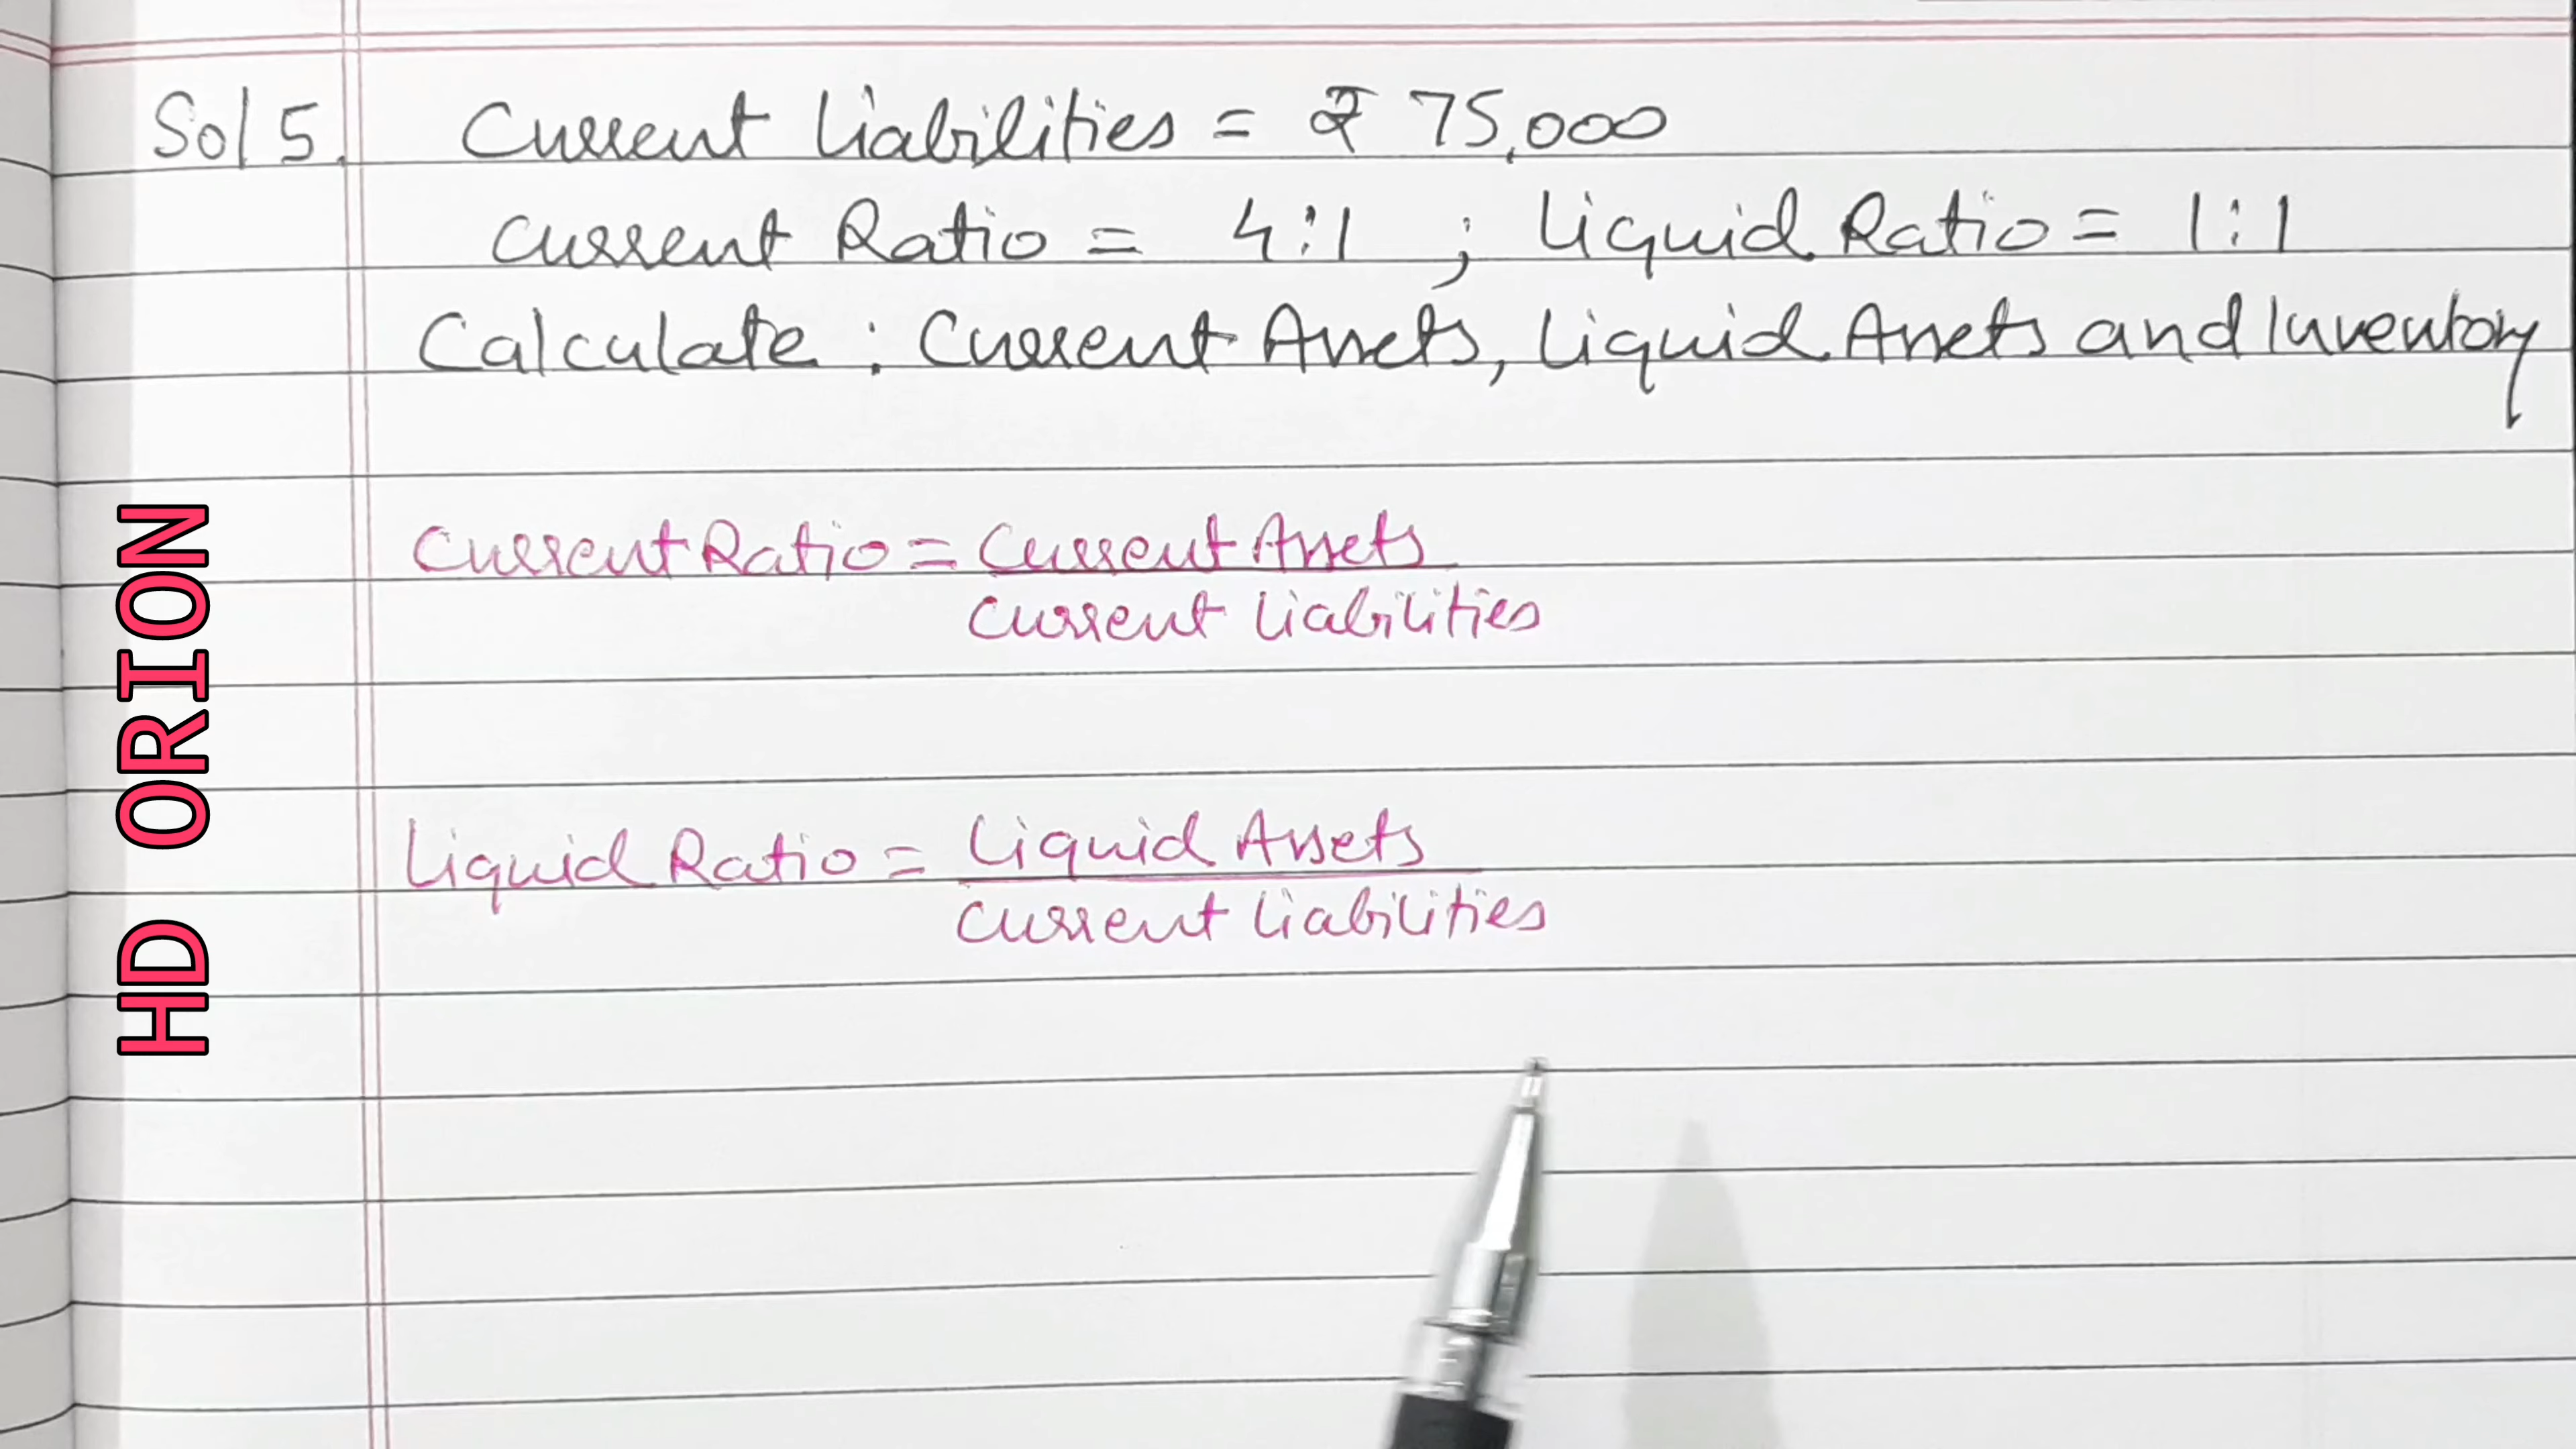 Sol 5. Current Liabilities = ₹ 75,000
Current Ratio = 4:1 ; Liquid Ratio = 1:1
Calculate : Current Assets, Liquid Assets and Inventory
Current Ratio = Current Assets
Current Liabilities
Liquid Ratio = Liquid Assets
Current Liabilities
HD ORION